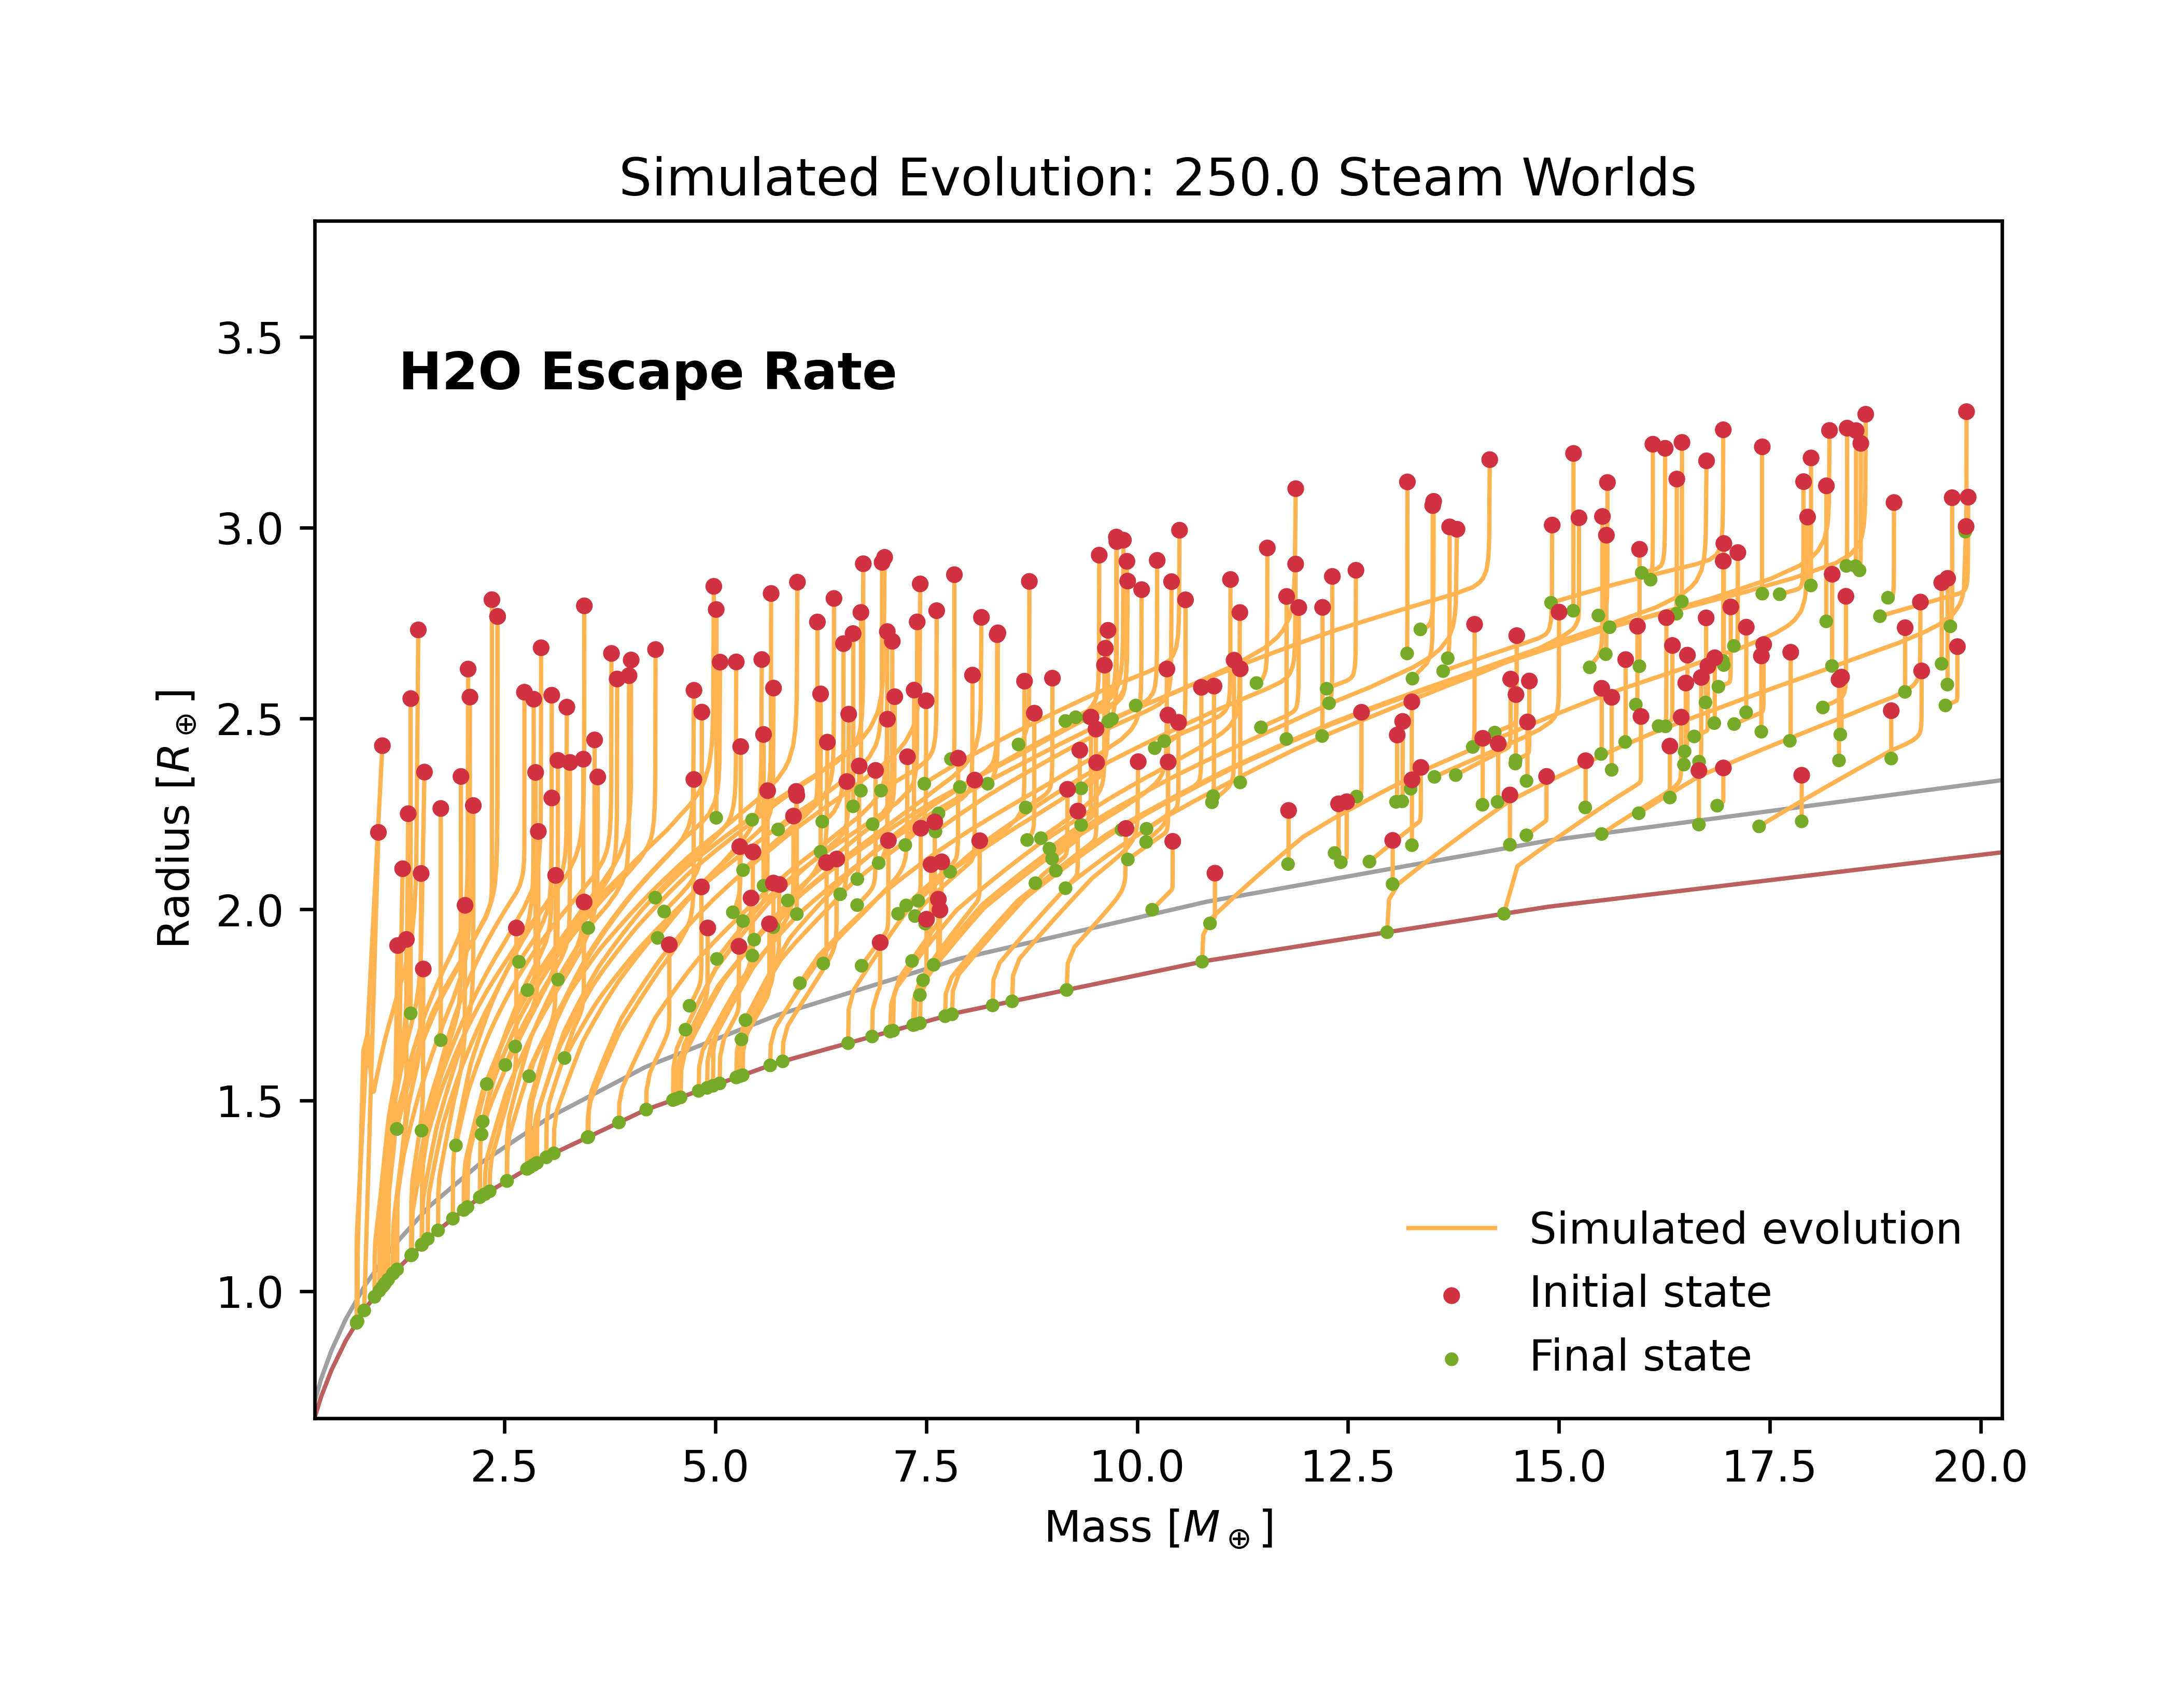 Simulated Evolution: 250.0 Steam Worlds
H2O Escape Rate
3.5
3.0
2.5
2.0
1.5
1.0
Radius [R⊕]
Simulated evolution
Initial state
Final state
2.5 5.0 7.5 10.0 12.5 15.0 17.5 20.0
Mass [M⊕]